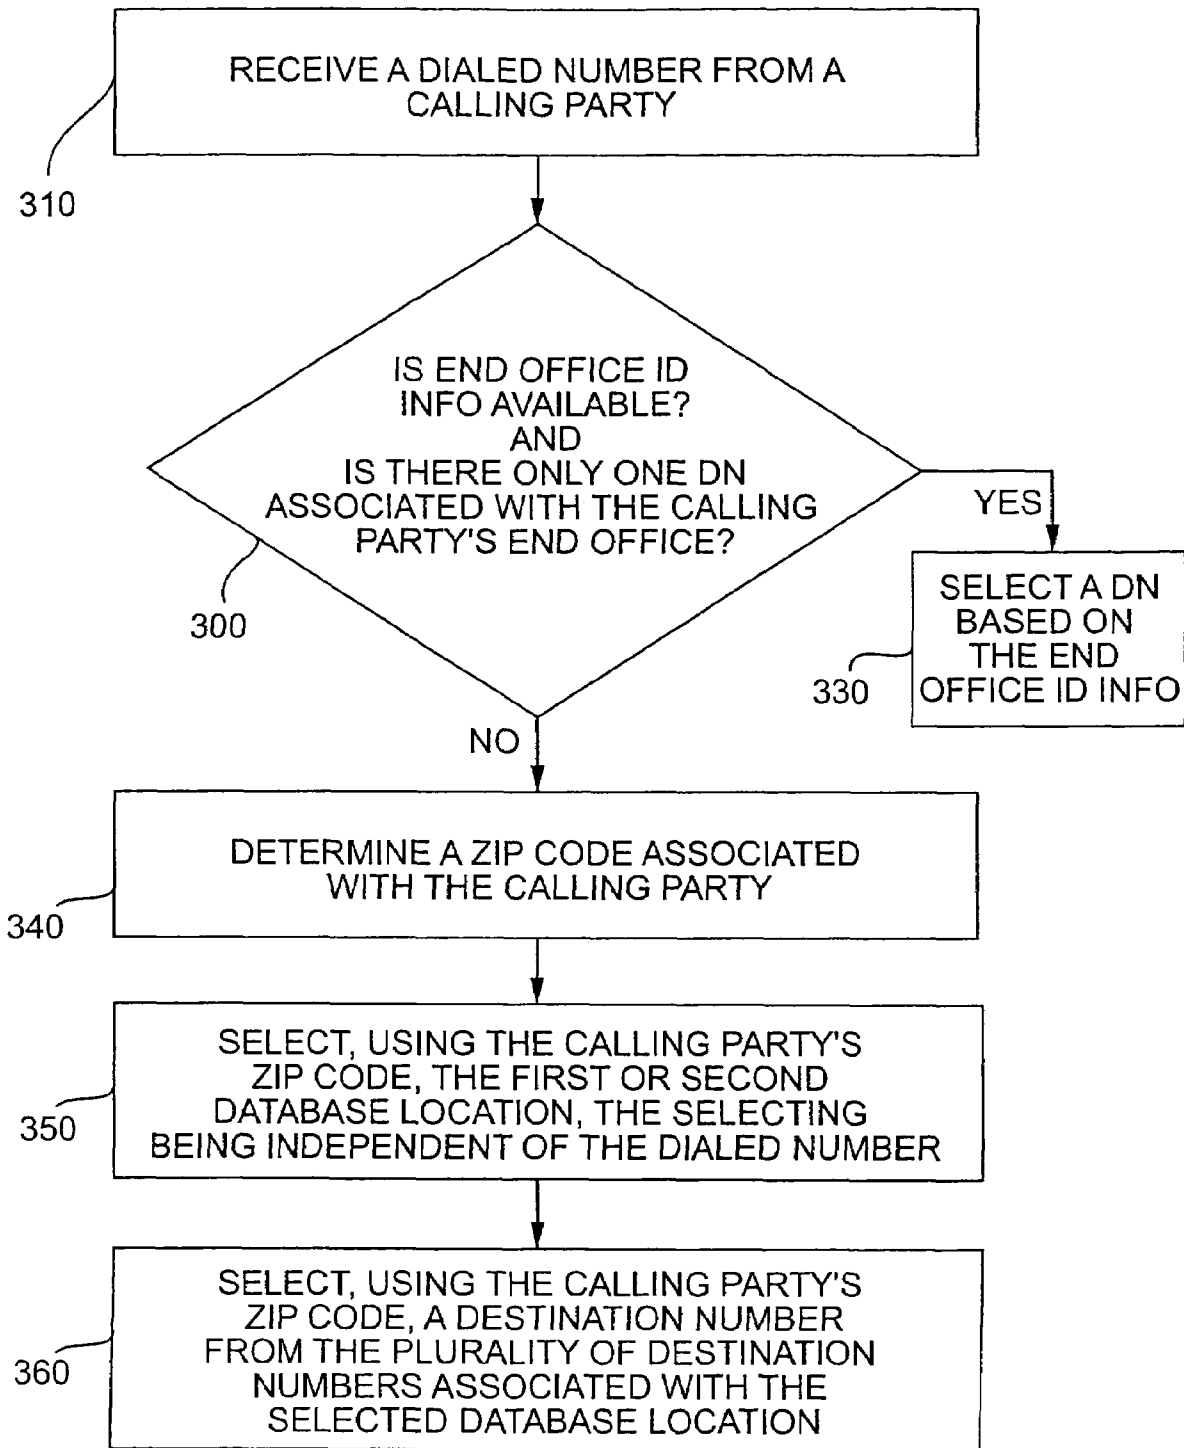 RECEIVE A DIALED NUMBER FROM A
CALLING PARTY
310
IS END OFFICE ID
INFO AVAILABLE?
AND
IS THERE ONLY ONE DN
ASSOCIATED WITH THE CALLING
PARTY'S END OFFICE?
300
YES
SELECT A DN
BASED ON
THE END
OFFICE ID INFO
330
NO
DETERMINE A ZIP CODE ASSOCIATED
WITH THE CALLING PARTY
340
SELECT, USING THE CALLING PARTY'S
ZIP CODE, THE FIRST OR SECOND
DATABASE LOCATION, THE SELECTING
BEING INDEPENDENT OF THE DIALED NUMBER
350
SELECT, USING THE CALLING PARTY'S
ZIP CODE, A DESTINATION NUMBER
FROM THE PLURALITY OF DESTINATION
NUMBERS ASSOCIATED WITH THE
SELECTED DATABASE LOCATION
360